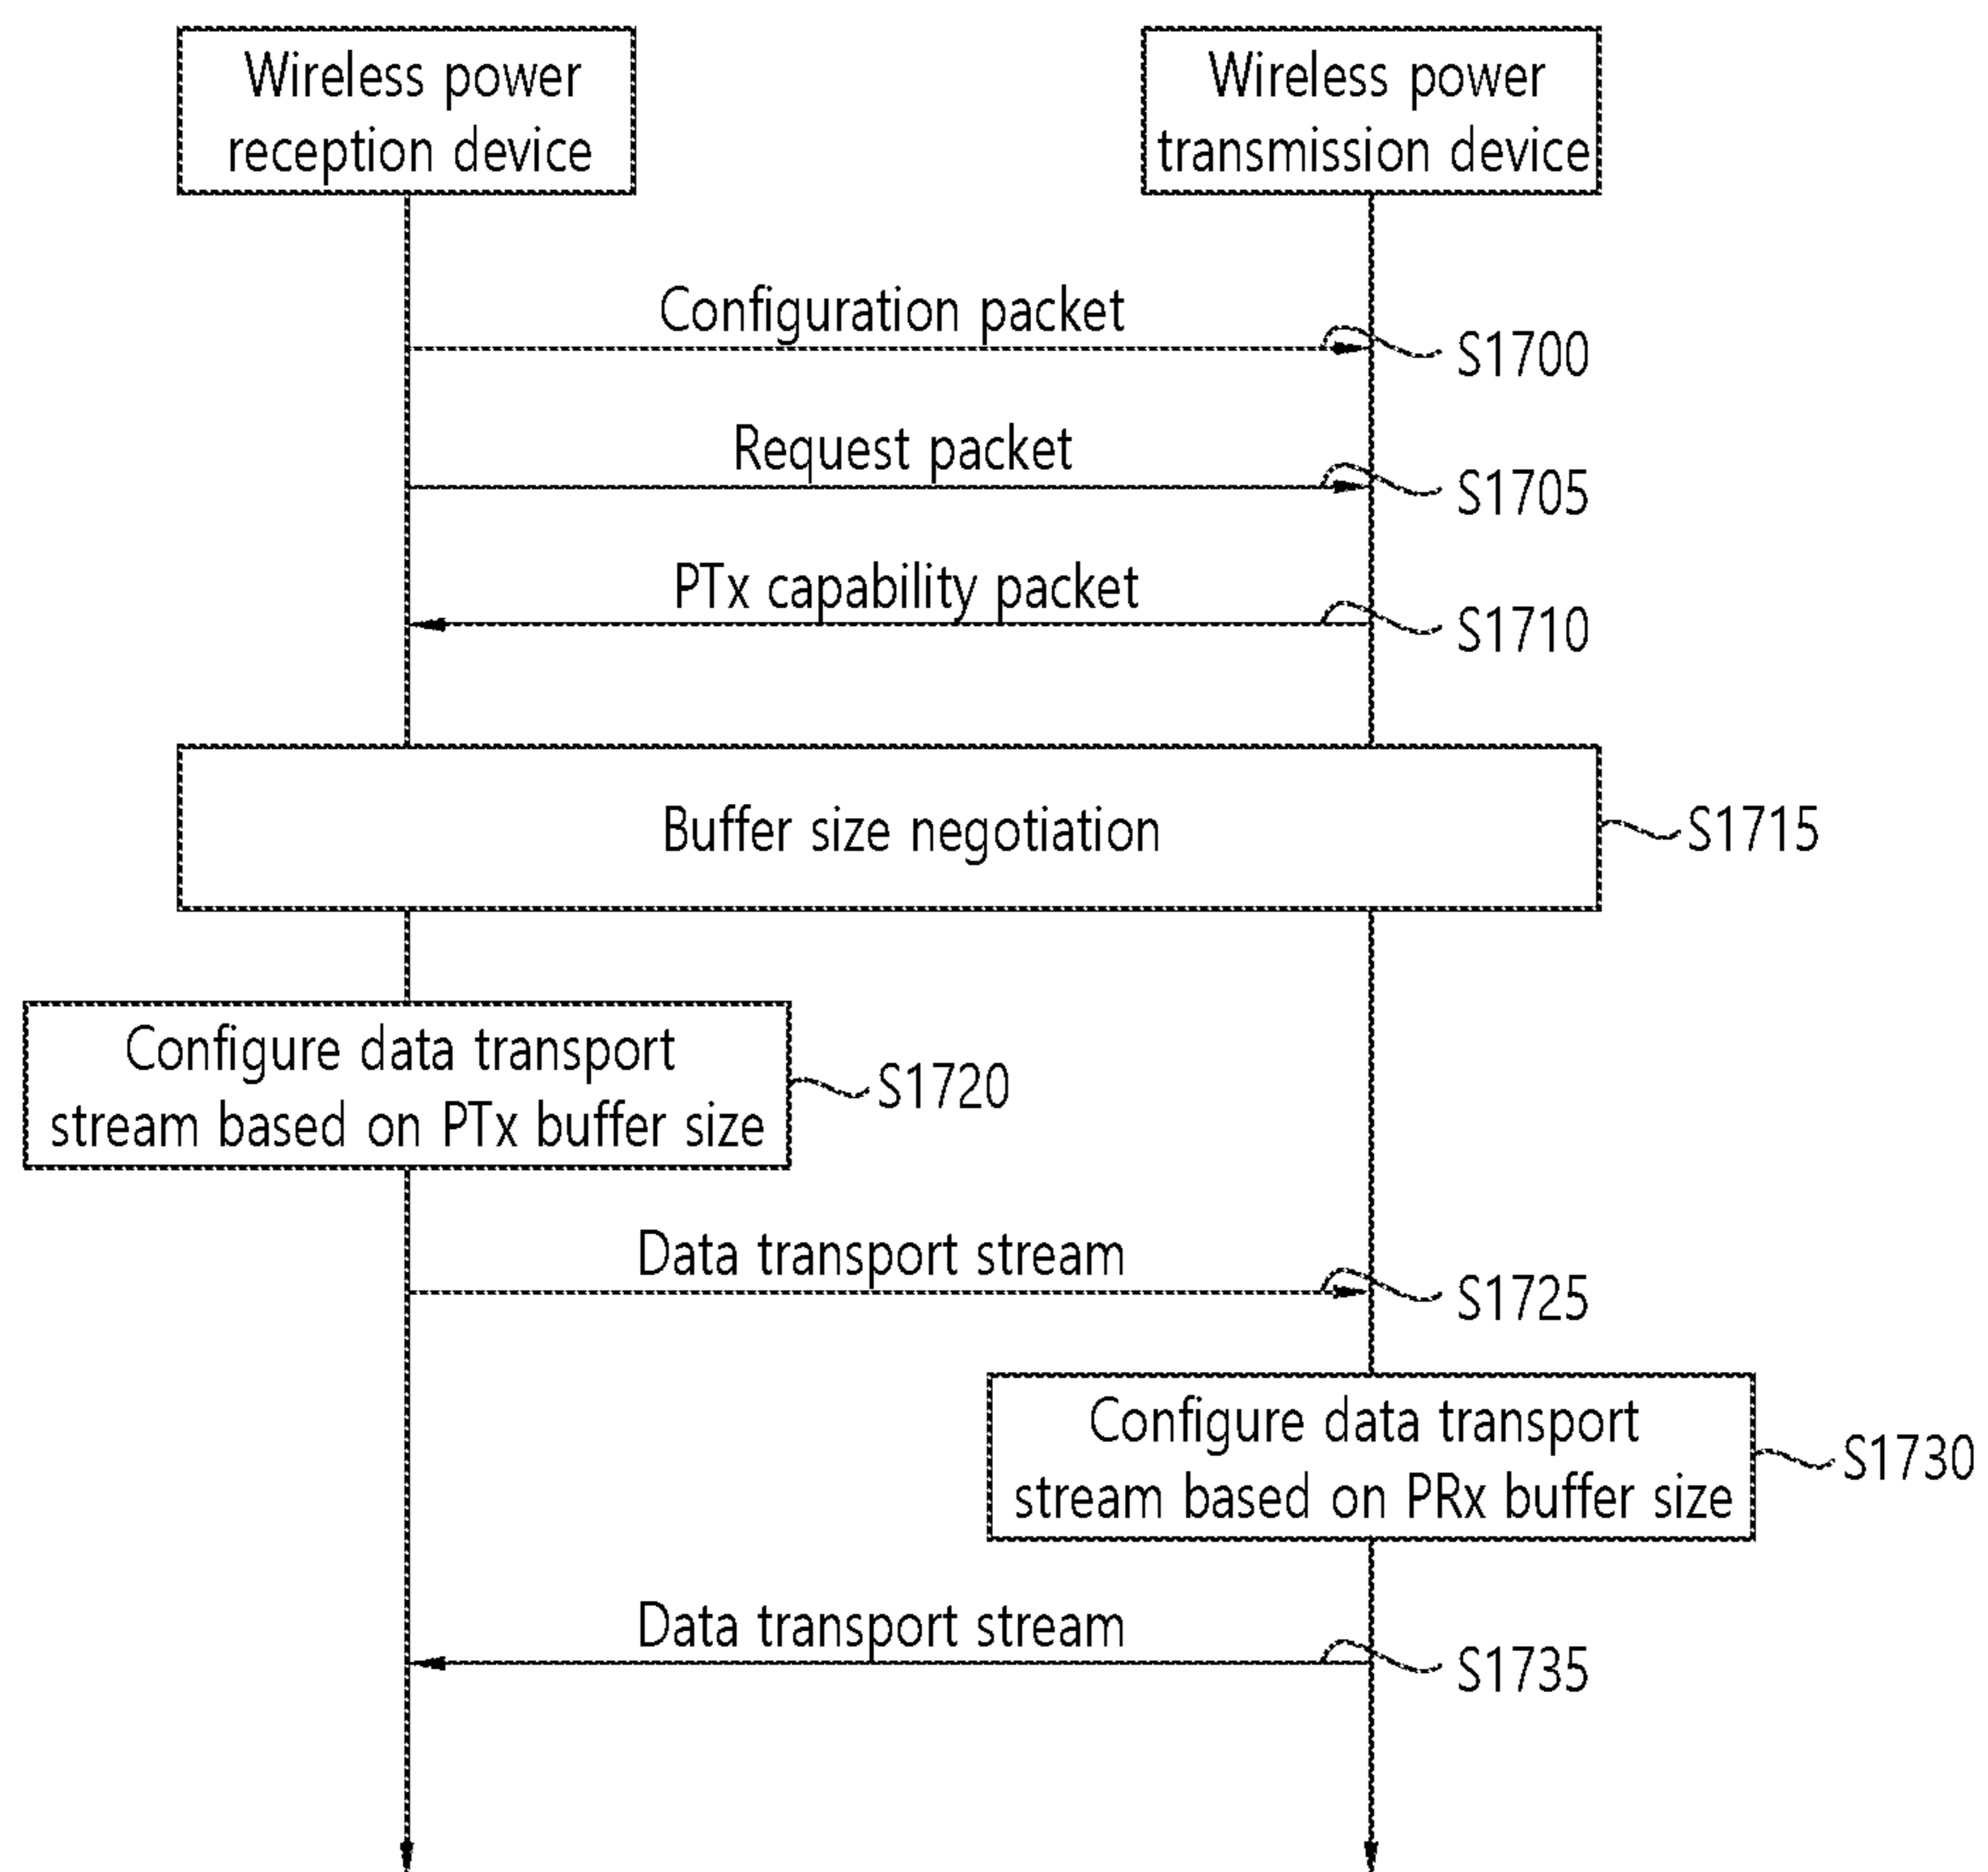 Wireless power
reception device
Wireless power
transmission device
Configuration packet
S1700
Request packet
S1705
PTx capability packet
S1710
Buffer size negotiation
S1715
Configure data transport
stream based on PTx buffer size
S1720
Data transport stream
S1725
Configure data transport
stream based on PRx buffer size
S1730
Data transport stream
S1735